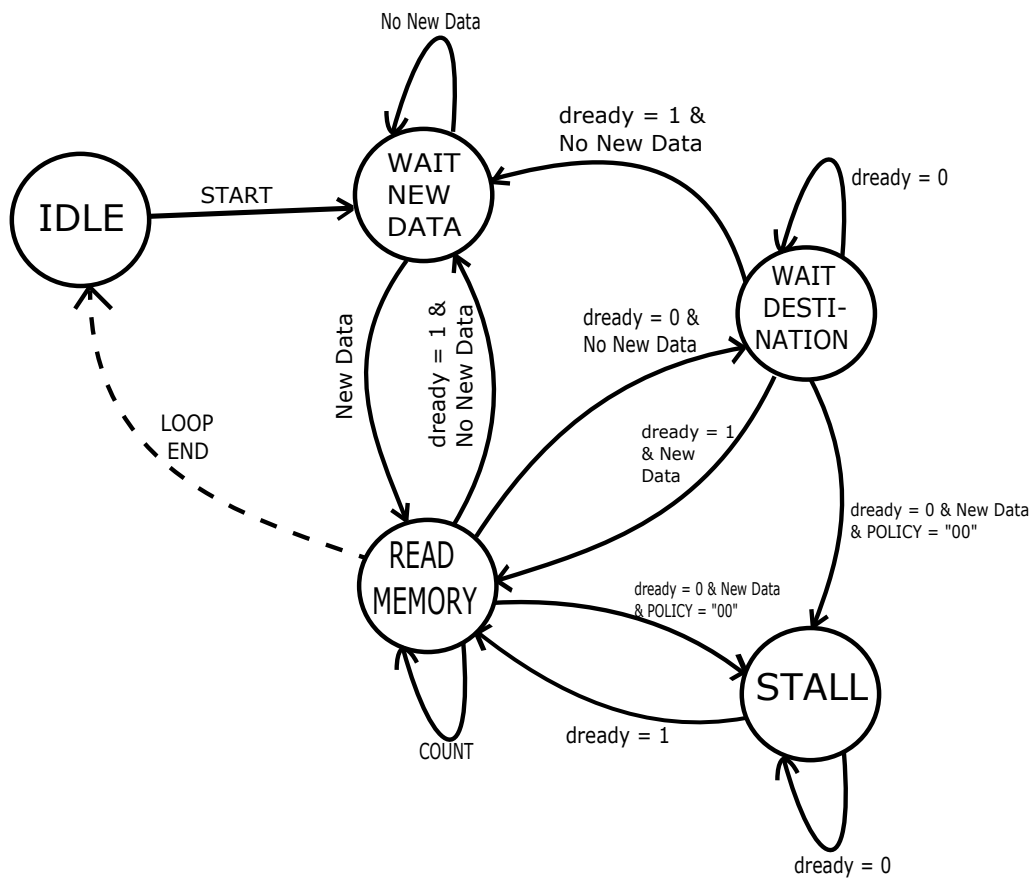 No New Data
dready = 1 &
No New Data
WAIT
NEW
DATA
dready = 0
START
IDLE
WAIT
DESTI-
NATION
New Data
dready = 1 &
No New Data
dready = 0 &
No New Data
LOOP
END
dready = 1
& New
Data
dready = 0 & New Data
& POLICY = "00"
READ
MEMORY
dready = 0 & New Data
& POLICY = "00"
STALL
dready = 1
COUNT
dready = 0